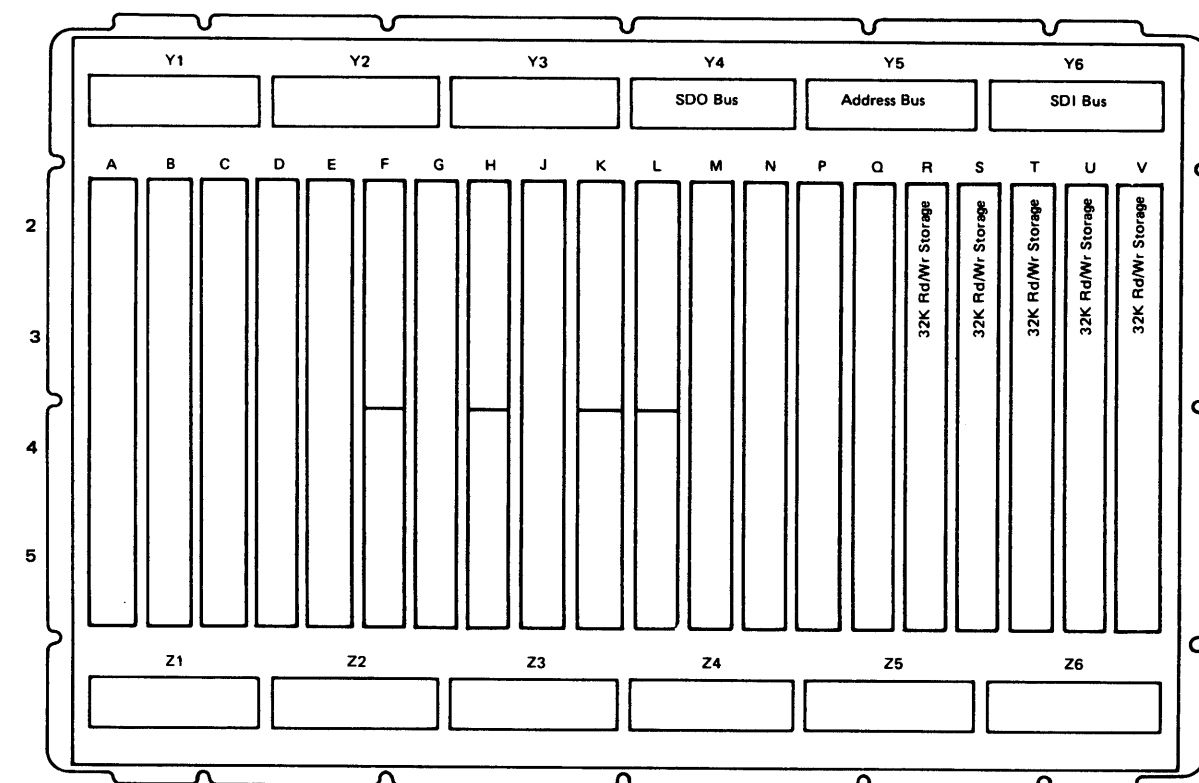 Y1 Y2 Y3 Y4 Y5 Y6
SDO Bus Address Bus SDI Bus
A B C D E F G H J K L M N P Q R S T U V
2
3
4
5
32K Rd/Wr Storage
32K Rd/Wr Storage
32K Rd/Wr Storage
32K Rd/Wr Storage
32K Rd/Wr Storage
Z1 Z2 Z3 Z4 Z5 Z6